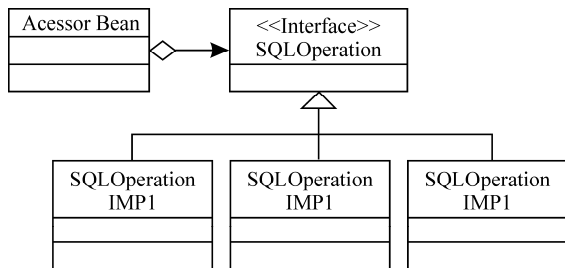 Acessor Bean
<<Interface>>
SQLOperation
SQLOperation
IMP1
SQLOperation
IMP1
SQLOperation
IMP1